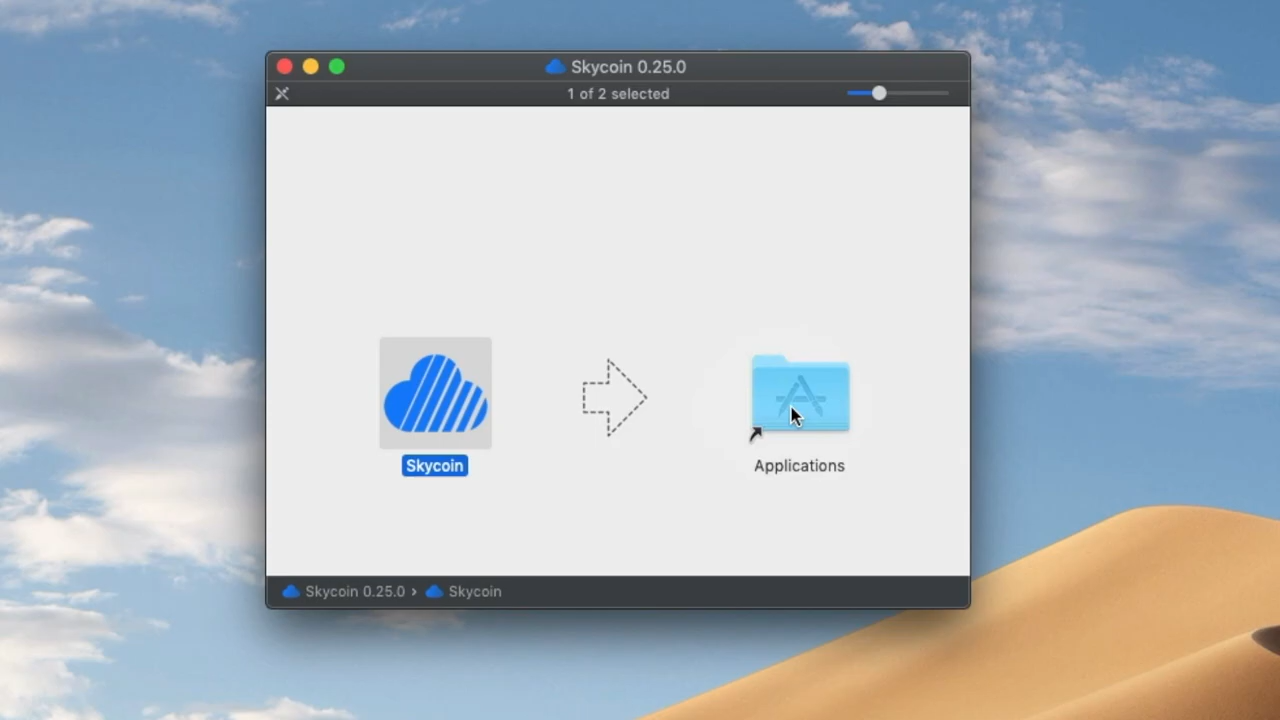 Skycoin 0.25.0
1 of 2 selected
Skycoin
Applications
Skycoin 0.25.0 › Skycoin